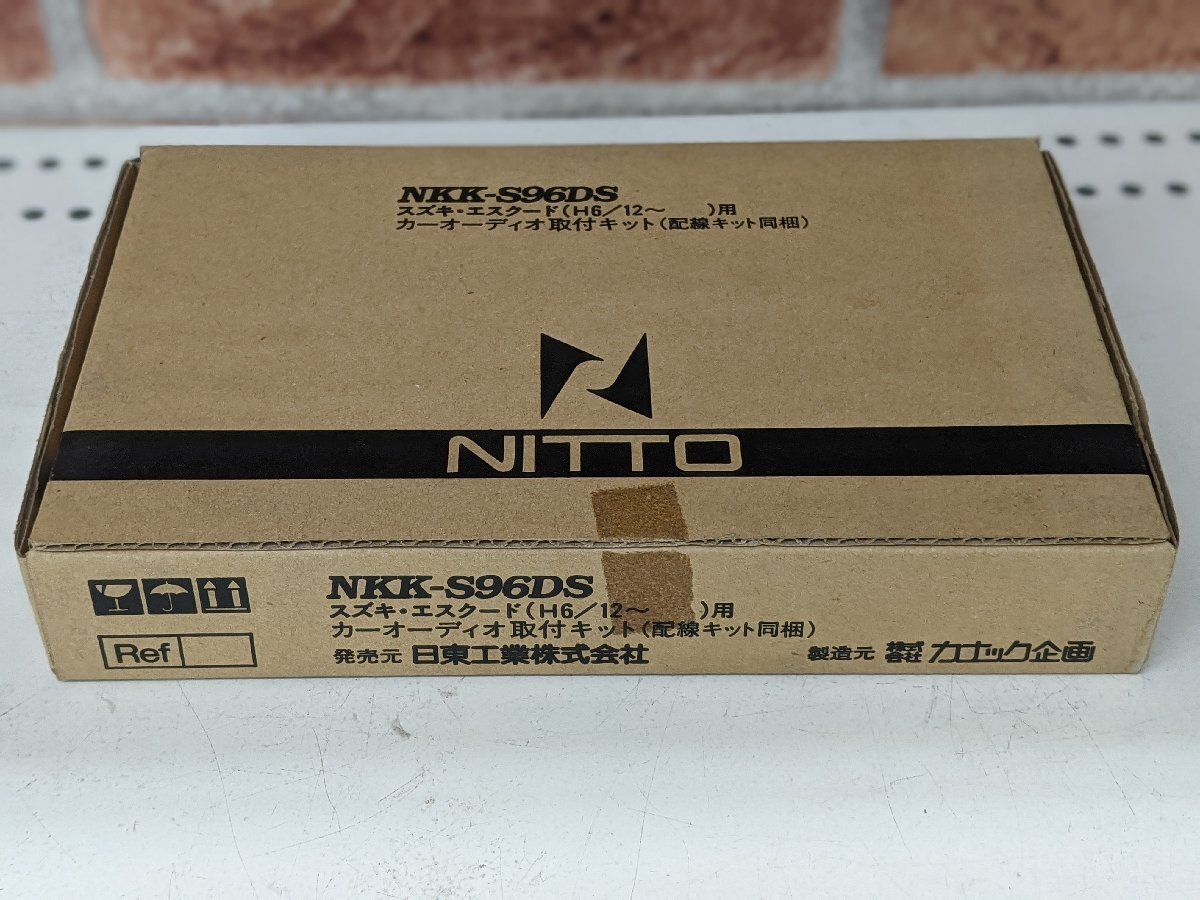 NKK-S96DS
スズキ・エスクード(H6/12〜　　)用
カーオーディオ取付キット(配線キット同梱)
NITTO
NKK-S96DS
スズキ・エスクード(H6/12〜　　)用
カーオーディオ取付キット(配線キット同梱)
Ref
発売元 日東工業株式会社
製造元 株式会社 カナック企画